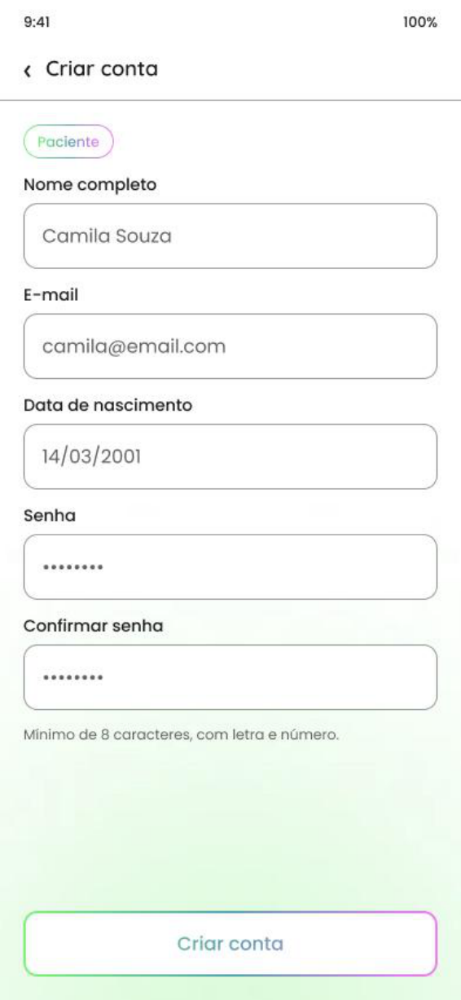 9:41 100%
‹ Criar conta
Paciente
Nome completo
Camila Souza
E-mail
camila@email.com
Data de nascimento
14/03/2001
Senha
••••••••
Confirmar senha
••••••••
Mínimo de 8 caracteres, com letra e número.
Criar conta